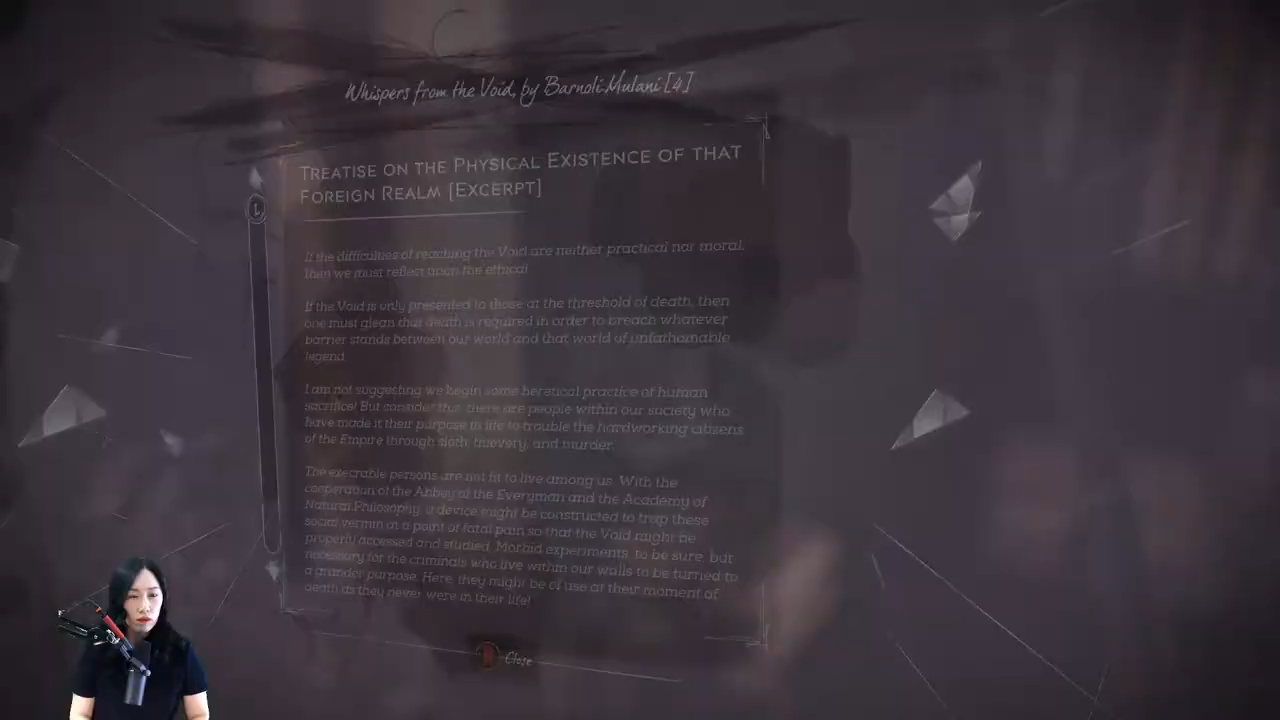 Whispers from the Void, by Barnoli Mulani [4]
TREATISE ON THE PHYSICAL EXISTENCE OF THAT
FOREIGN REALM [EXCERPT]
If the difficulties of reaching the Void are neither practical nor moral,
then we must reflect upon the ethical
If the Void is only presented to those at the threshold of death, then
one must glean that death is required in order to breach whatever
barrier stands between our world and that world of unfathomable
legend.
I am not suggesting we begin some heretical practice of human
sacrifice! But consider this: there are people within our society who
have made it their purpose in life to trouble the hardworking citizens
of the Empire through sloth, thievery, and murder.
The execrable persons are not fit to live among us. With the
cooperation of the Abbey of the Everyman and the Academy of
Natural Philosophy, a device might be constructed to trap these
social vermin at a point of fatal pain so that the Void might be
properly accessed and studied. Morbid experiments, to be sure, but
necessary for the criminals who live within our walls to be turned to
a grander purpose. Here, they might be of use at their moment of
death as they never were in their life!
Close